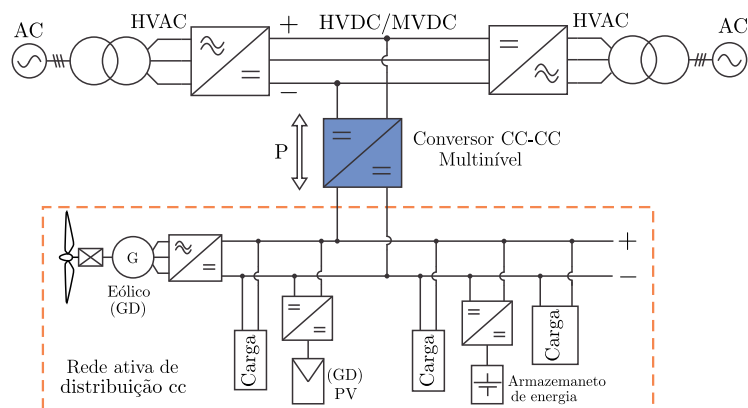 AC
HVAC
+
HVDC/MVDC
HVAC
AC
−
P
Conversor CC-CC
Multinível
G
Eólico
(GD)
+
−
Carga
(GD)
PV
Carga
Carga
Armazemaneto
de energia
Rede ativa de
distribuição cc